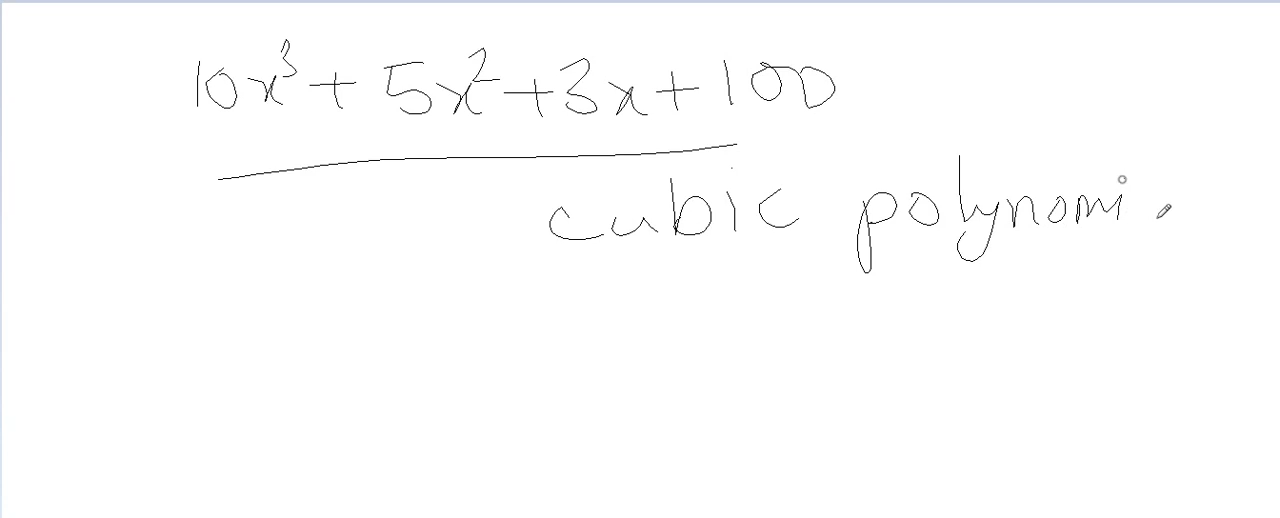 10x³ + 5x² + 3x + 100
cubic polynomi